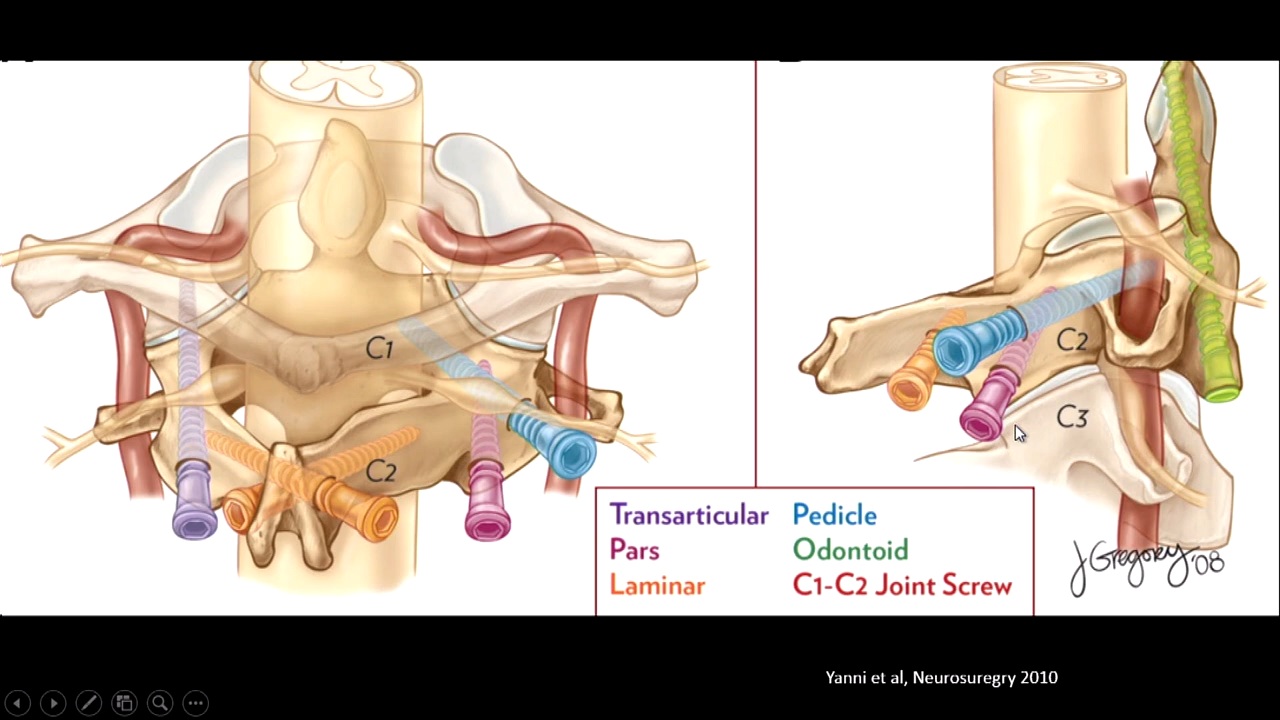 C1
C2
C2
C3
Transarticular
Pedicle
Pars
Odontoid
Laminar
C1-C2 Joint Screw
J Gregory '08
Yanni et al, Neurosuregry 2010